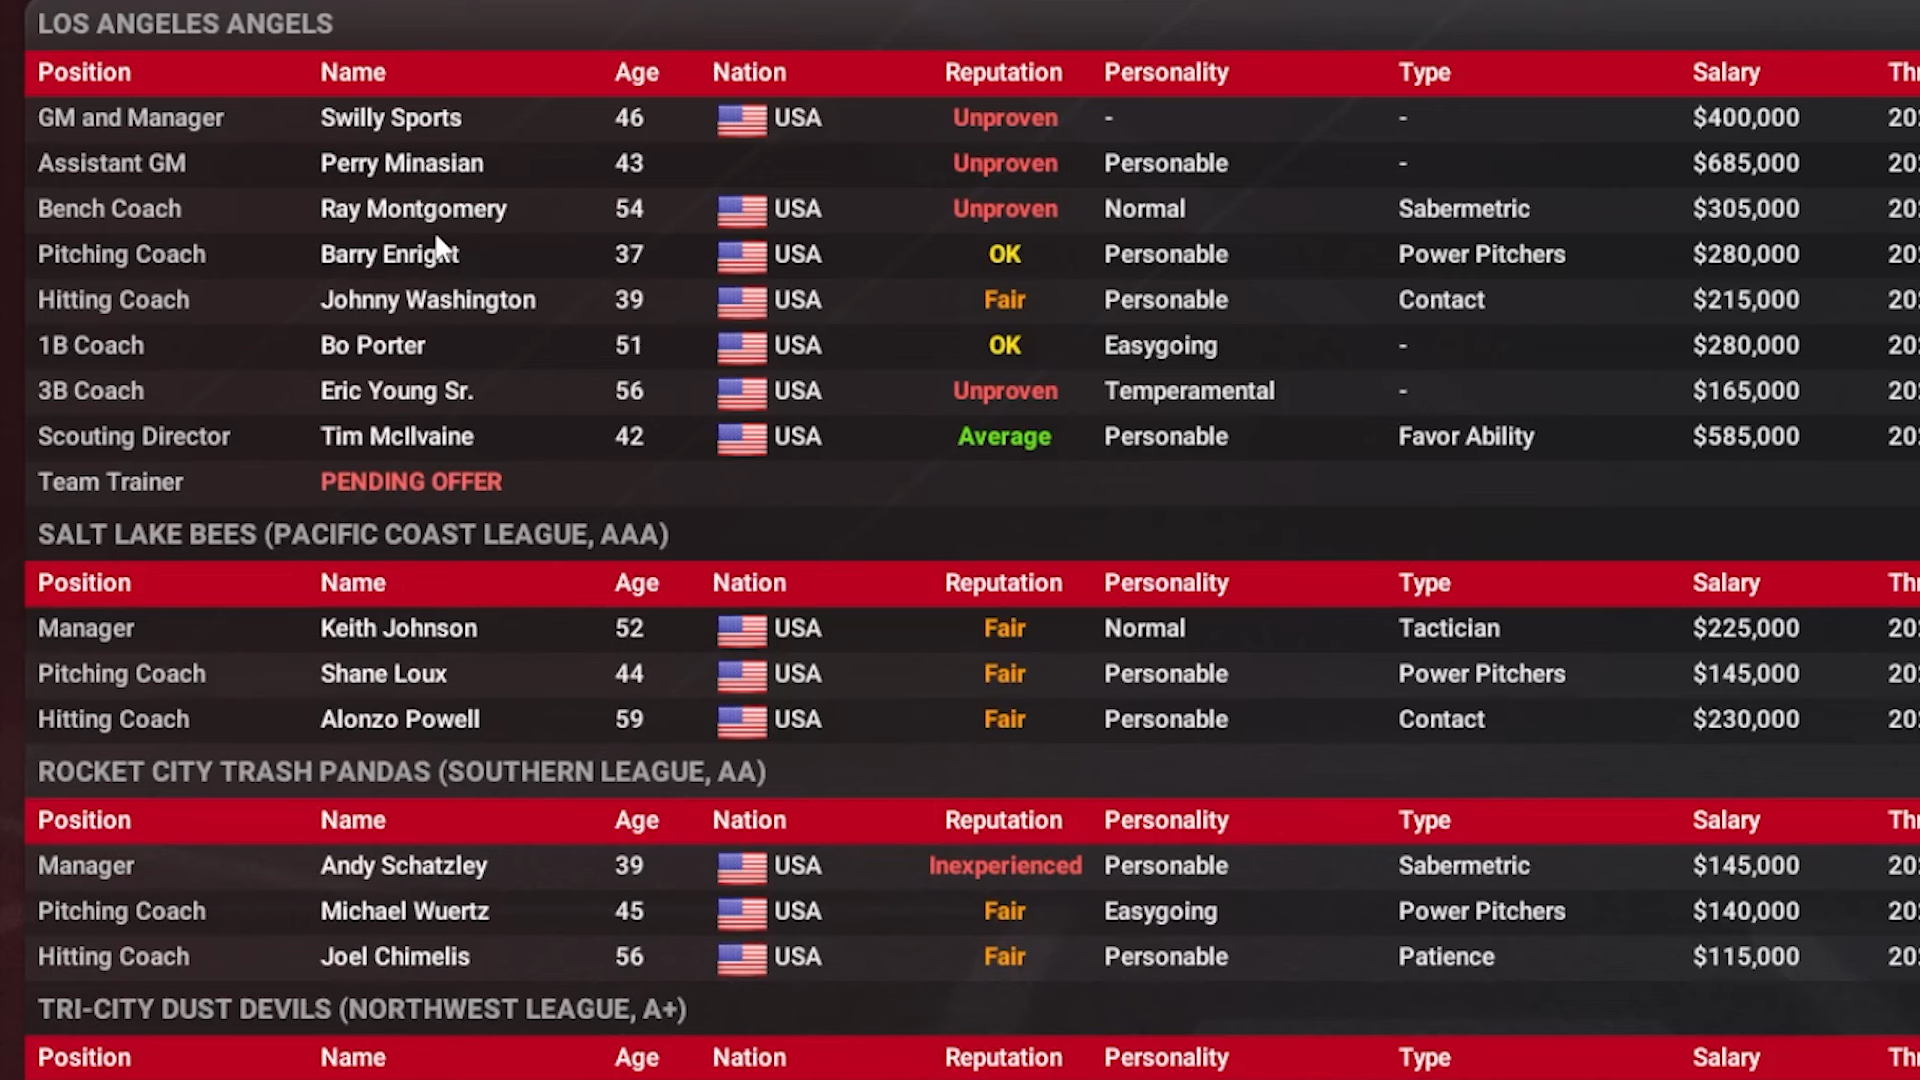 LOS ANGELES ANGELS
Position Name Age Nation Reputation Personality Type Salary
GM and Manager Swilly Sports 46 USA Unproven - - $400,000
Assistant GM Perry Minasian 43 Unproven Personable - $685,000
Bench Coach Ray Montgomery 54 USA Unproven Normal Sabermetric $305,000
Pitching Coach Barry Enright 37 USA OK Personable Power Pitchers $280,000
Hitting Coach Johnny Washington 39 USA Fair Personable Contact $215,000
1B Coach Bo Porter 51 USA OK Easygoing - $280,000
3B Coach Eric Young Sr. 56 USA Unproven Temperamental - $165,000
Scouting Director Tim McIlvaine 42 USA Average Personable Favor Ability $585,000
Team Trainer PENDING OFFER
SALT LAKE BEES (PACIFIC COAST LEAGUE, AAA)
Position Name Age Nation Reputation Personality Type Salary
Manager Keith Johnson 52 USA Fair Normal Tactician $225,000
Pitching Coach Shane Loux 44 USA Fair Personable Power Pitchers $145,000
Hitting Coach Alonzo Powell 59 USA Fair Personable Contact $230,000
ROCKET CITY TRASH PANDAS (SOUTHERN LEAGUE, AA)
Position Name Age Nation Reputation Personality Type Salary
Manager Andy Schatzley 39 USA Inexperienced Personable Sabermetric $145,000
Pitching Coach Michael Wuertz 45 USA Fair Easygoing Power Pitchers $140,000
Hitting Coach Joel Chimelis 56 USA Fair Personable Patience $115,000
TRI-CITY DUST DEVILS (NORTHWEST LEAGUE, A+)
Position Name Age Nation Reputation Personality Type Salary